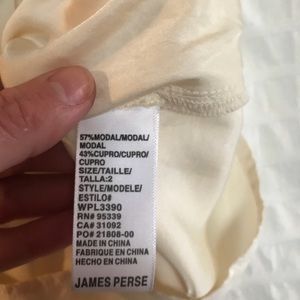 57%MODAL/MODAL/
MODAL
43%CUPRO/CUPRO/
CUPRO
SIZE/TAILLE/
TALLA:2
STYLE/MODELE/
ESTILO#
WPL3390
RN# 95339
CA# 31092
PO# 21808-00
MADE IN CHINA
FABRIQUE EN CHINA
HECHO EN CHINA
JAMES PERSE